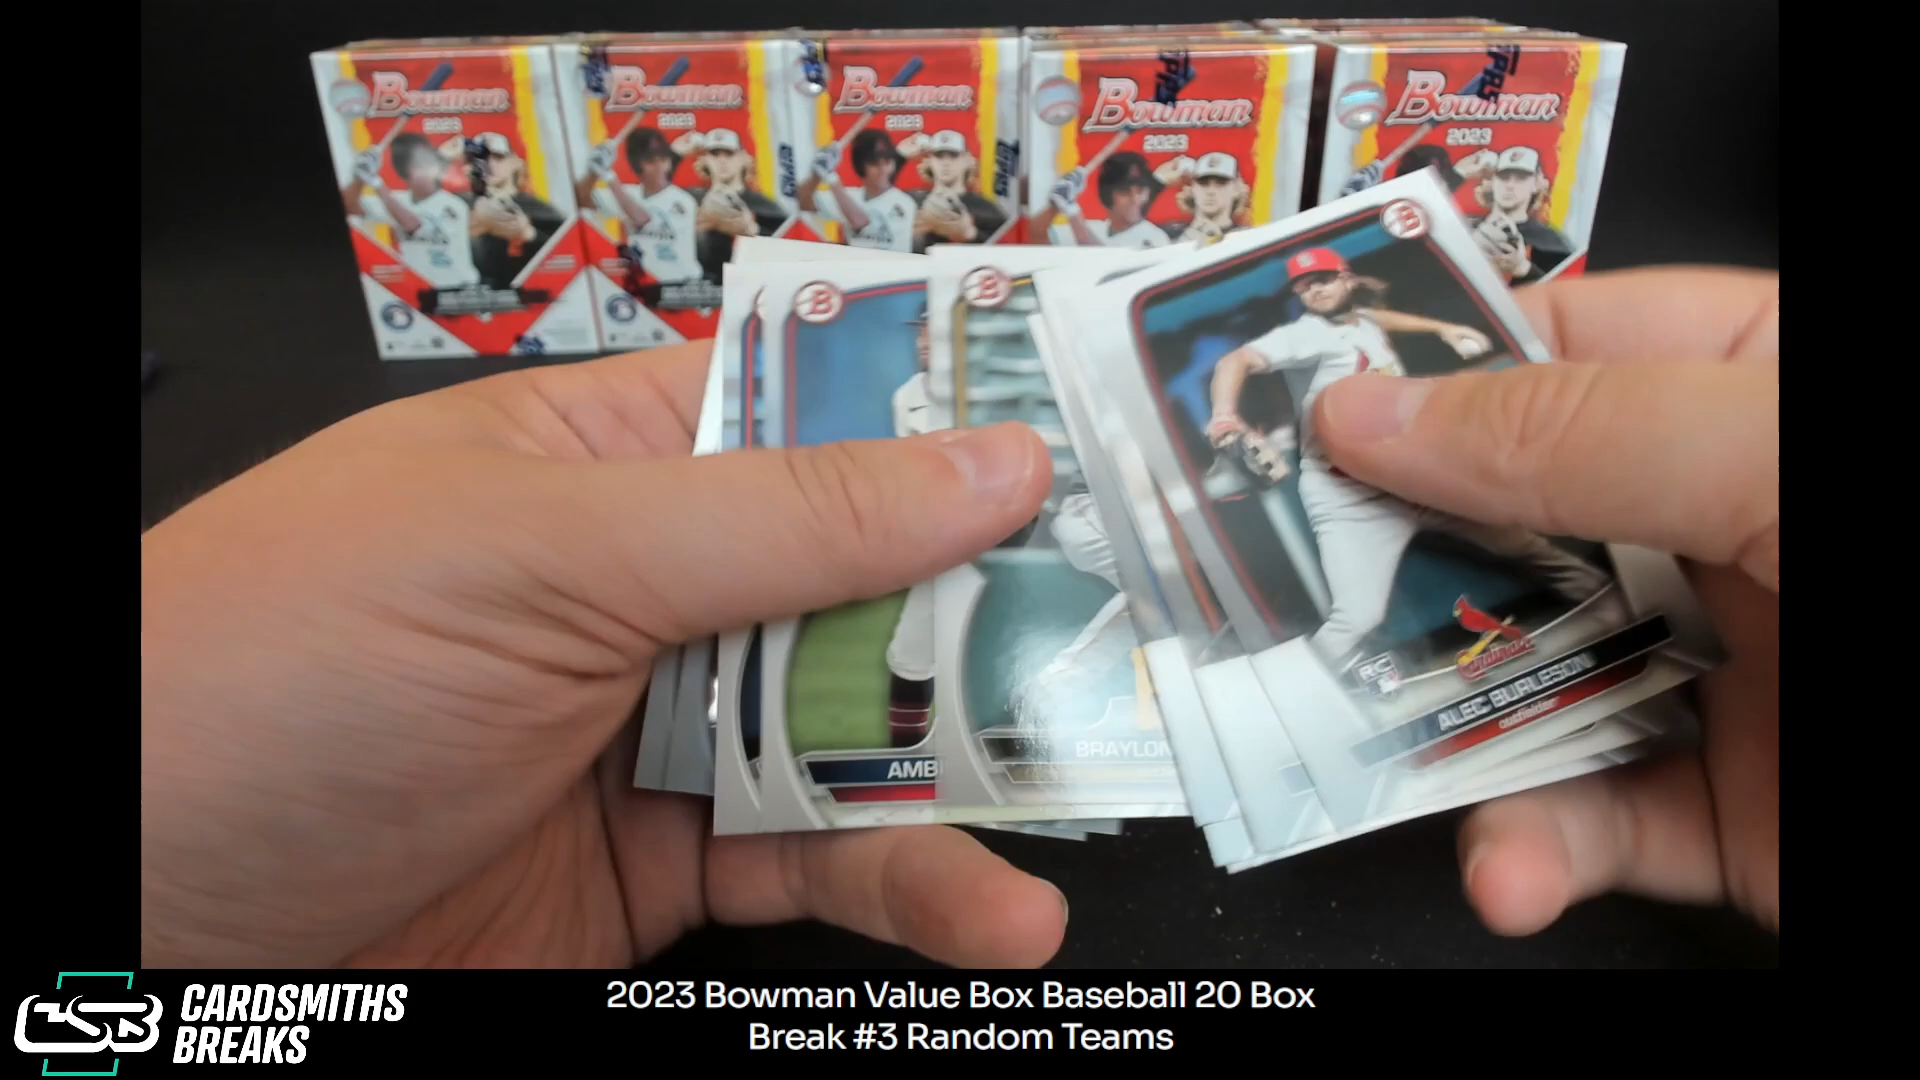 Bowman
2023
Bowman
2023
Bowman
2023
Bowman
2023
Bowman
2023
B
B
B
RC
Cardinals
ALEC BURLESON
outfielder
BRAYLON
AMB
CSB
CARDSMITHS
BREAKS
2023 Bowman Value Box Baseball 20 Box
Break #3 Random Teams